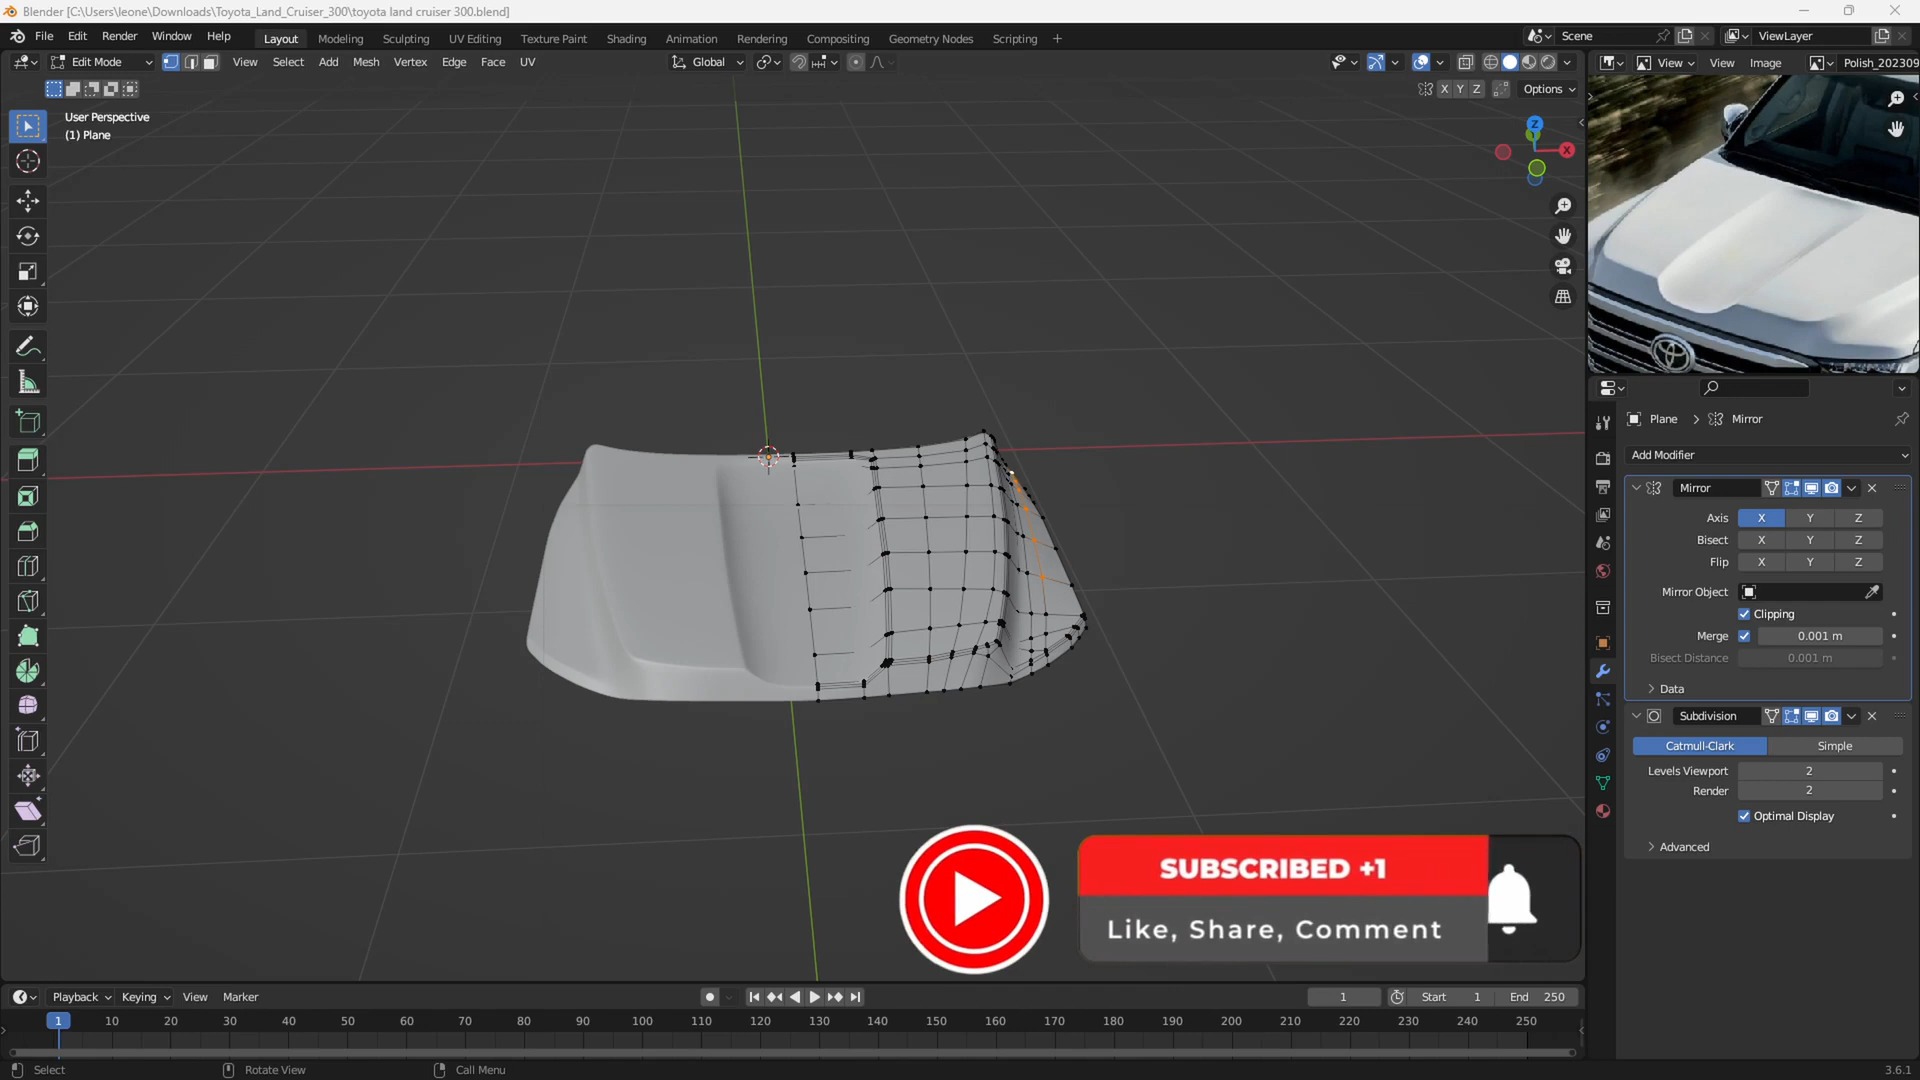 Blender [C:\Users\leone\Downloads\Toyota_Land_Cruiser_300\toyota land cruiser 300.blend]
File Edit Render Window Help Layout Modeling Sculpting UV Editing Texture Paint Shading Animation Rendering Compositing Geometry Nodes Scripting + Scene ViewLayer
Edit Mode View Select Add Mesh Vertex Edge Face UV Global View View Image Polish_202309
X Y Z Options
User Perspective
(1) Plane
Z
X
Plane > Mirror
Add Modifier
Mirror
Axis X Y Z
Bisect X Y Z
Flip X Y Z
Mirror Object
Clipping
Merge 0.001 m
Bisect Distance 0.001 m
Data
Subdivision
Catmull-Clark Simple
Levels Viewport 2
Render 2
Optimal Display
Advanced
SUBSCRIBED +1
Like, Share, Comment
Playback Keying View Marker 1 Start 1 End 250
1 10 20 30 40 50 60 70 80 90 100 110 120 130 140 150 160 170 180 190 200 210 220 230 240 250
Select Rotate View Call Menu 3.6.1